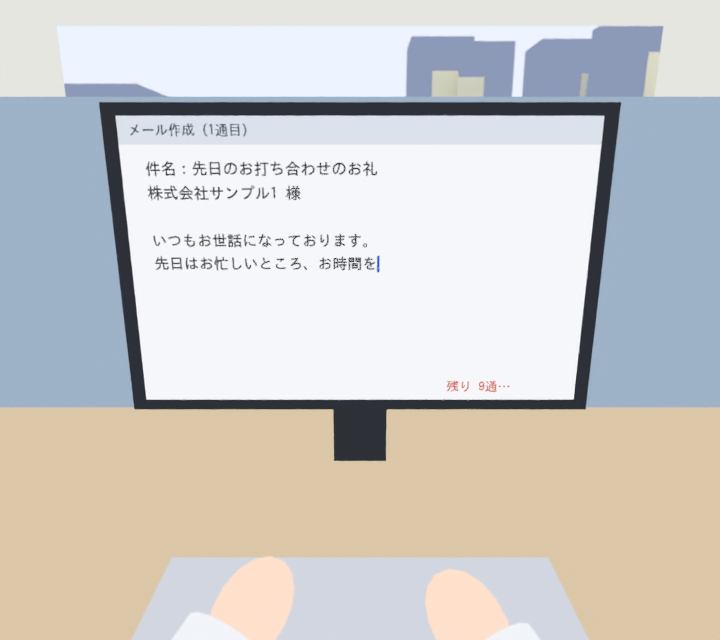 メール作成（1通目）
件名：先日のお打ち合わせのお礼
株式会社サンプル1 様
いつもお世話になっております。
先日はお忙しいところ、お時間を
残り 9通…